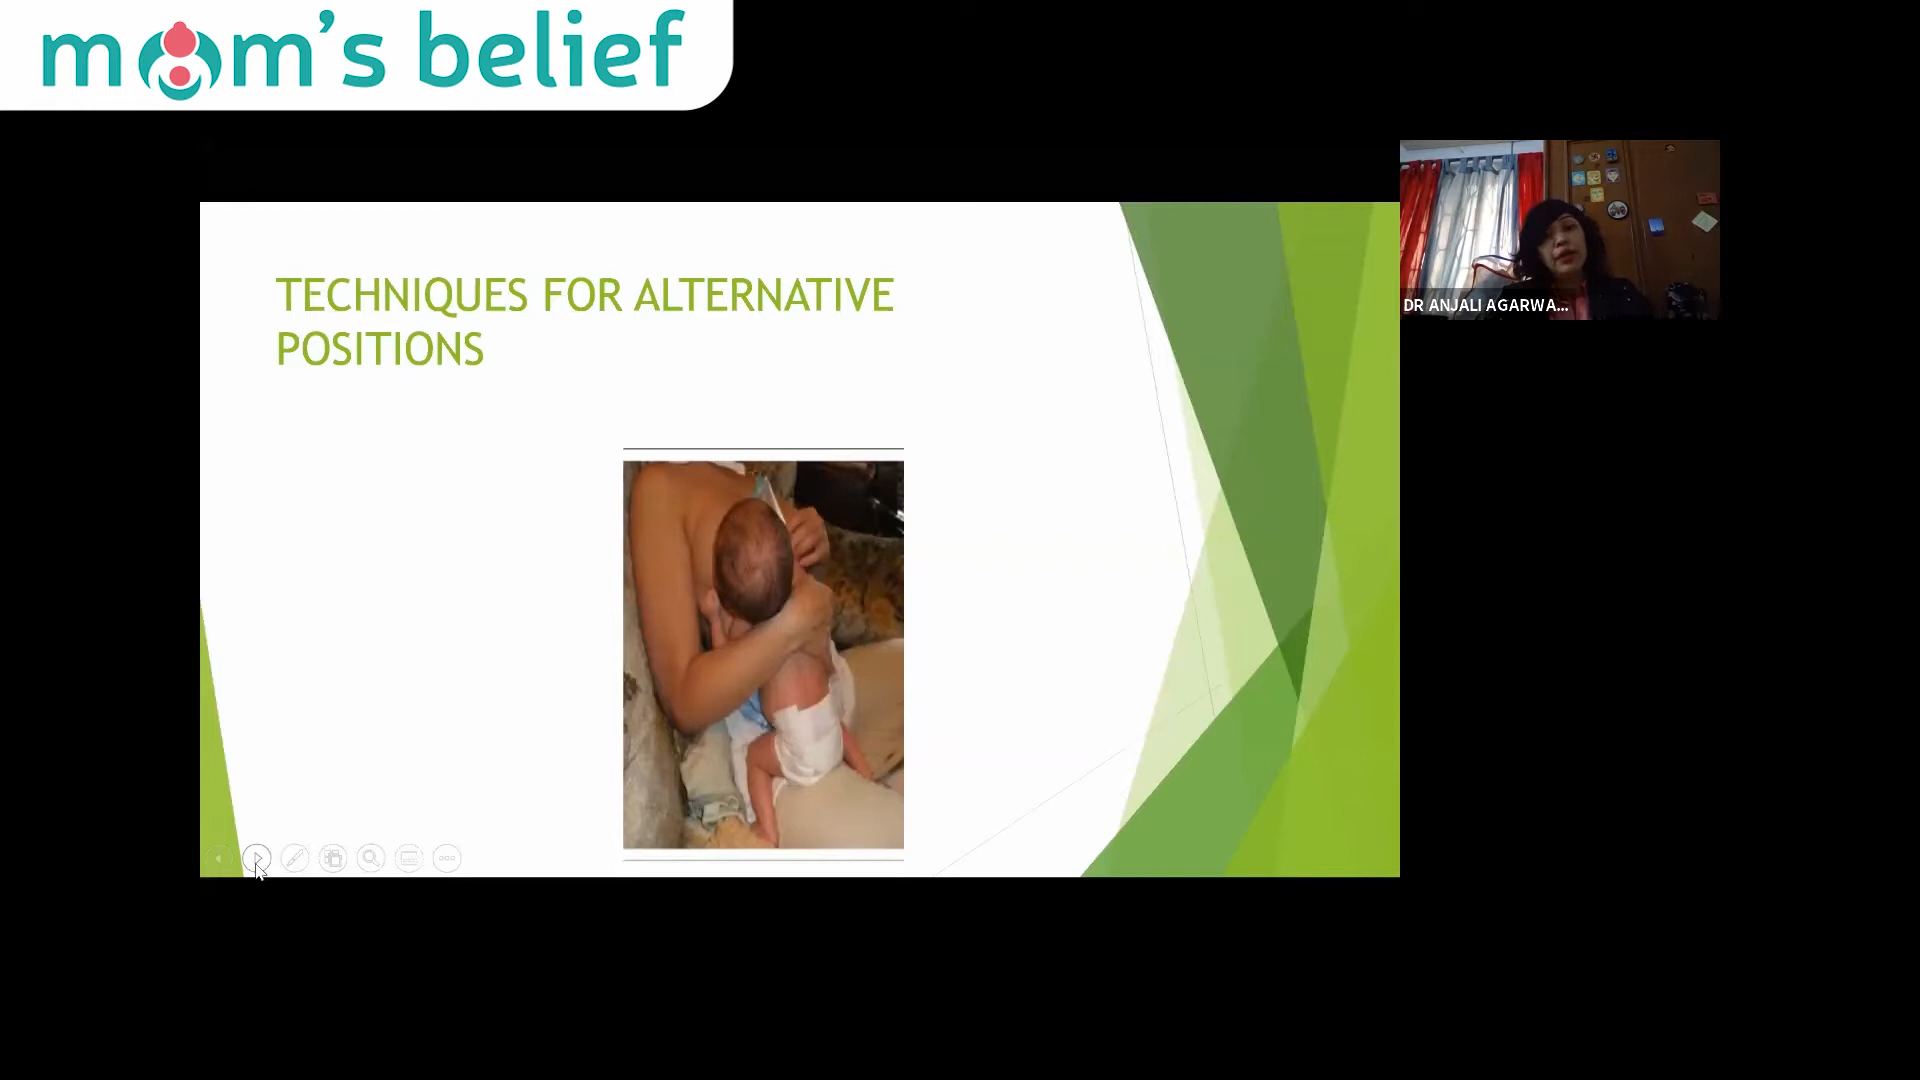 mom's belief
TECHNIQUES FOR ALTERNATIVE
POSITIONS
DR ANJALI AGARWA...